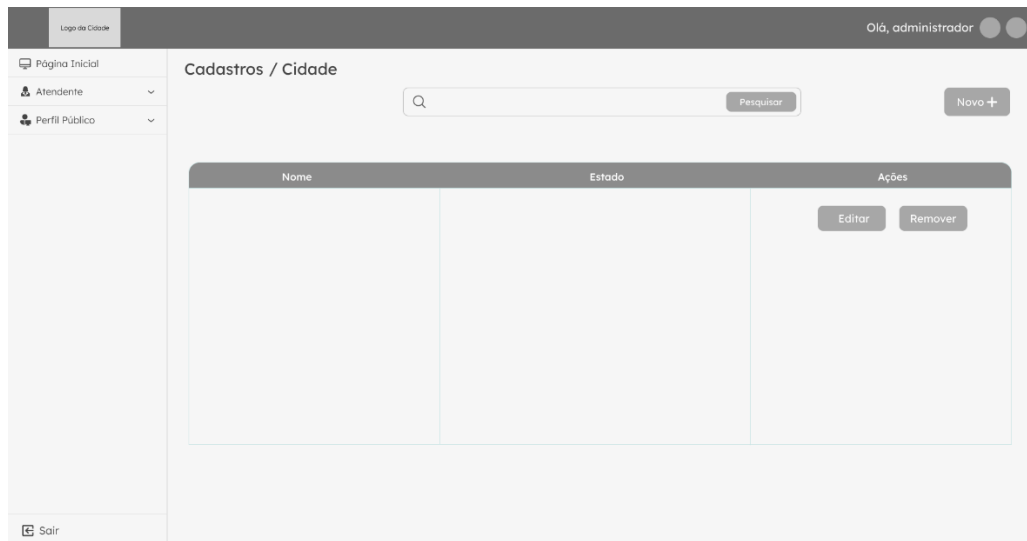 Logo da Cidade
Olá, administrador
Página Inicial
Atendente
Perfil Público
Cadastros / Cidade
Pesquisar
Novo +
Nome Estado Ações
Editar Remover
Sair